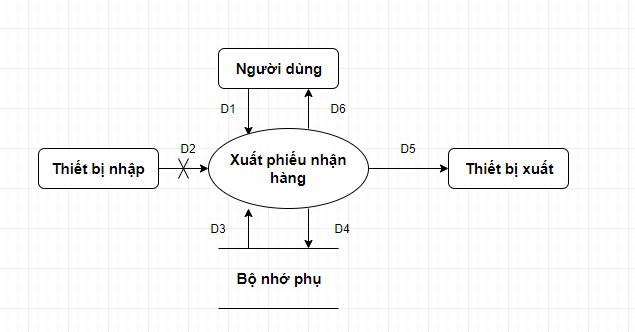 Người dùng
D1
D6
D2
D5
Thiết bị nhập
Xuất phiếu nhận
hàng
Thiết bị xuất
D3
D4
Bộ nhớ phụ